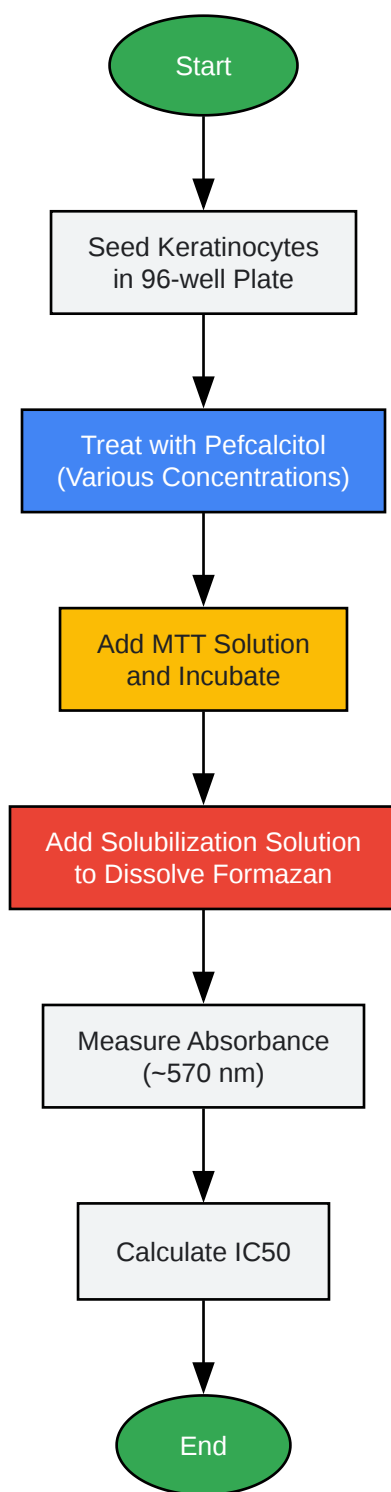 Start
Seed Keratinocytes
in 96-well Plate
Treat with Pefcalcitol
(Various Concentrations)
Add MTT Solution
and Incubate
Add Solubilization Solution
to Dissolve Formazan
Measure Absorbance
(~570 nm)
Calculate IC50
End